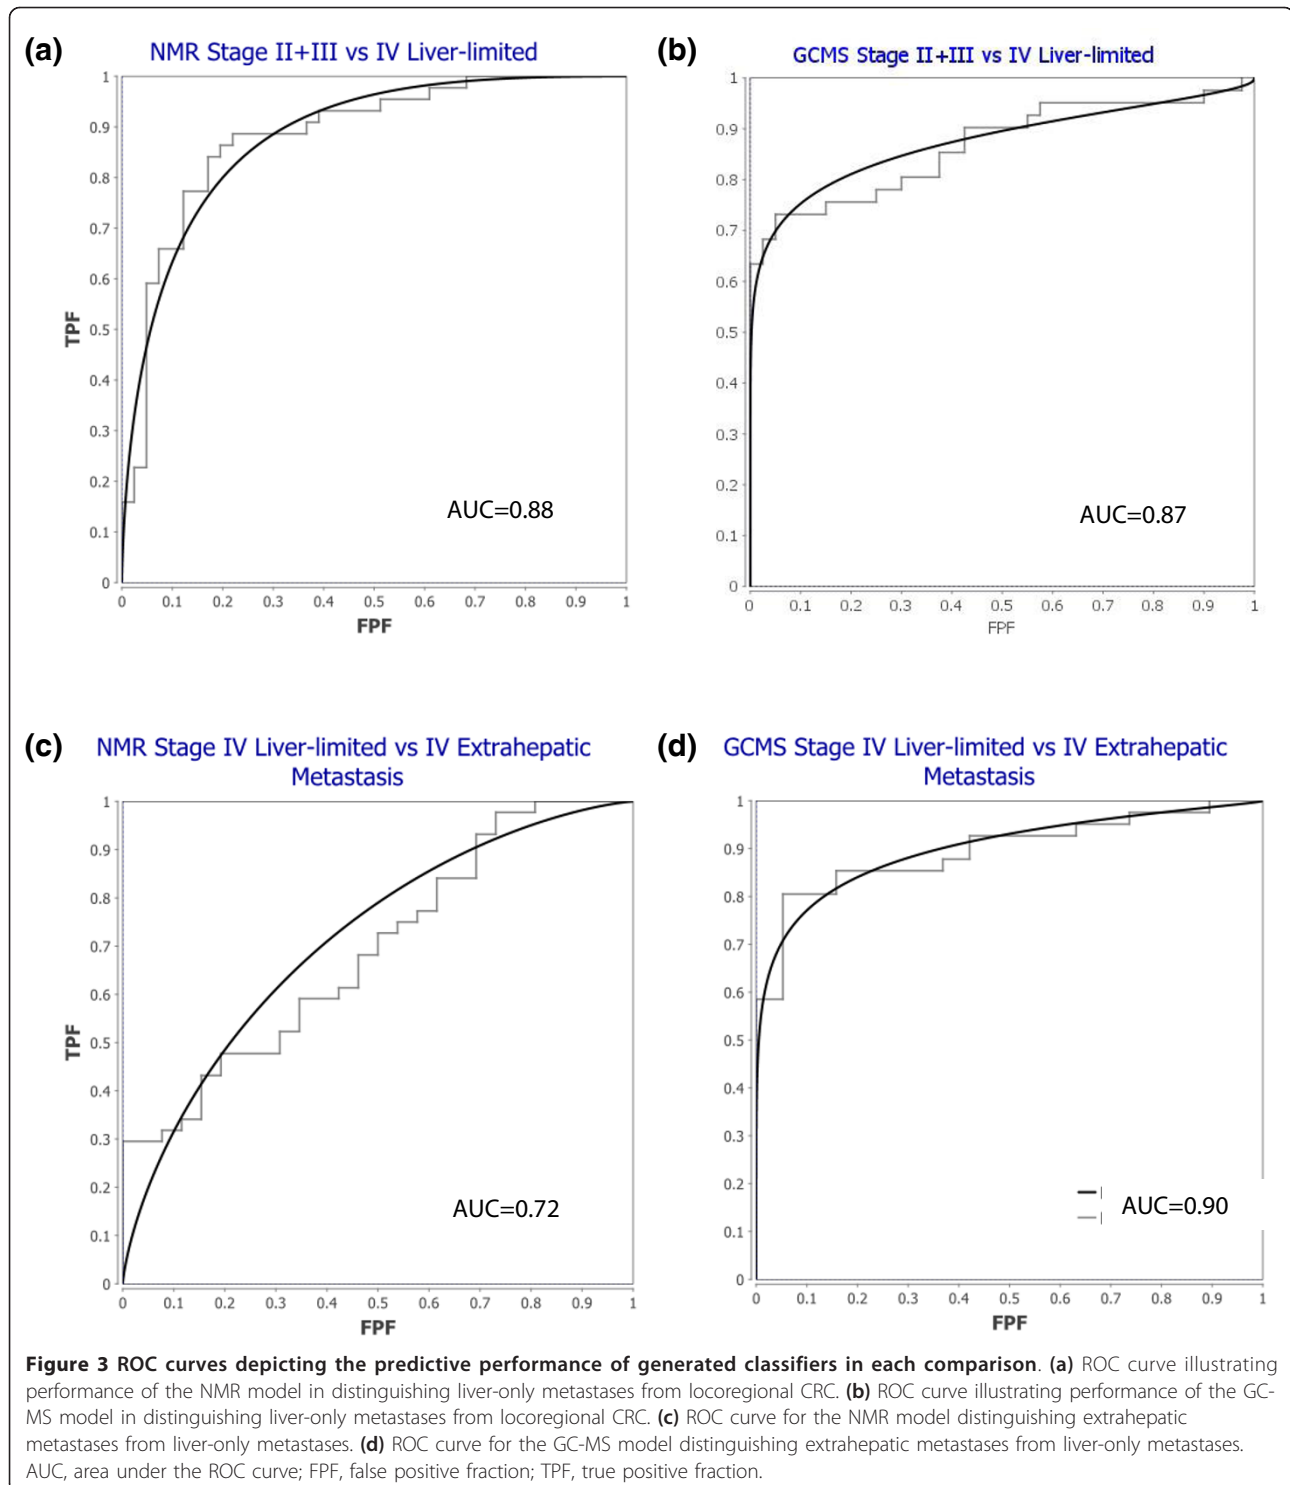 (a) NMR Stage II+III vs IV Liver-limited
1
0.9
0.8
0.7
0.6
0.5
0.4
0.3
0.2
0.1
0
TPF
AUC=0.88
0 0.1 0.2 0.3 0.4 0.5 0.6 0.7 0.8 0.9 1
FPF
(b) GCMS Stage II+III vs IV Liver-limited
1
0.9
0.8
0.7
0.6
0.5
0.4
0.3
0.2
0.1
0
AUC=0.87
0 0.1 0.2 0.3 0.4 0.5 0.6 0.7 0.8 0.9 1
FPF
(c) NMR Stage IV Liver-limited vs IV Extrahepatic
Metastasis
1
0.9
0.8
0.7
0.6
0.5
0.4
0.3
0.2
0.1
0
TPF
AUC=0.72
0 0.1 0.2 0.3 0.4 0.5 0.6 0.7 0.8 0.9 1
FPF
(d) GCMS Stage IV Liver-limited vs IV Extrahepatic
Metastasis
1
0.9
0.8
0.7
0.6
0.5
0.4
0.3
0.2
0.1
0
AUC=0.90
0 0.1 0.2 0.3 0.4 0.5 0.6 0.7 0.8 0.9 1
FPF
Figure 3 ROC curves depicting the predictive performance of generated classifiers in each comparison. (a) ROC curve illustrating
performance of the NMR model in distinguishing liver-only metastases from locoregional CRC. (b) ROC curve illustrating performance of the GC-
MS model in distinguishing liver-only metastases from locoregional CRC. (c) ROC curve for the NMR model distinguishing extrahepatic
metastases from liver-only metastases. (d) ROC curve for the GC-MS model distinguishing extrahepatic metastases from liver-only metastases.
AUC, area under the ROC curve; FPF, false positive fraction; TPF, true positive fraction.